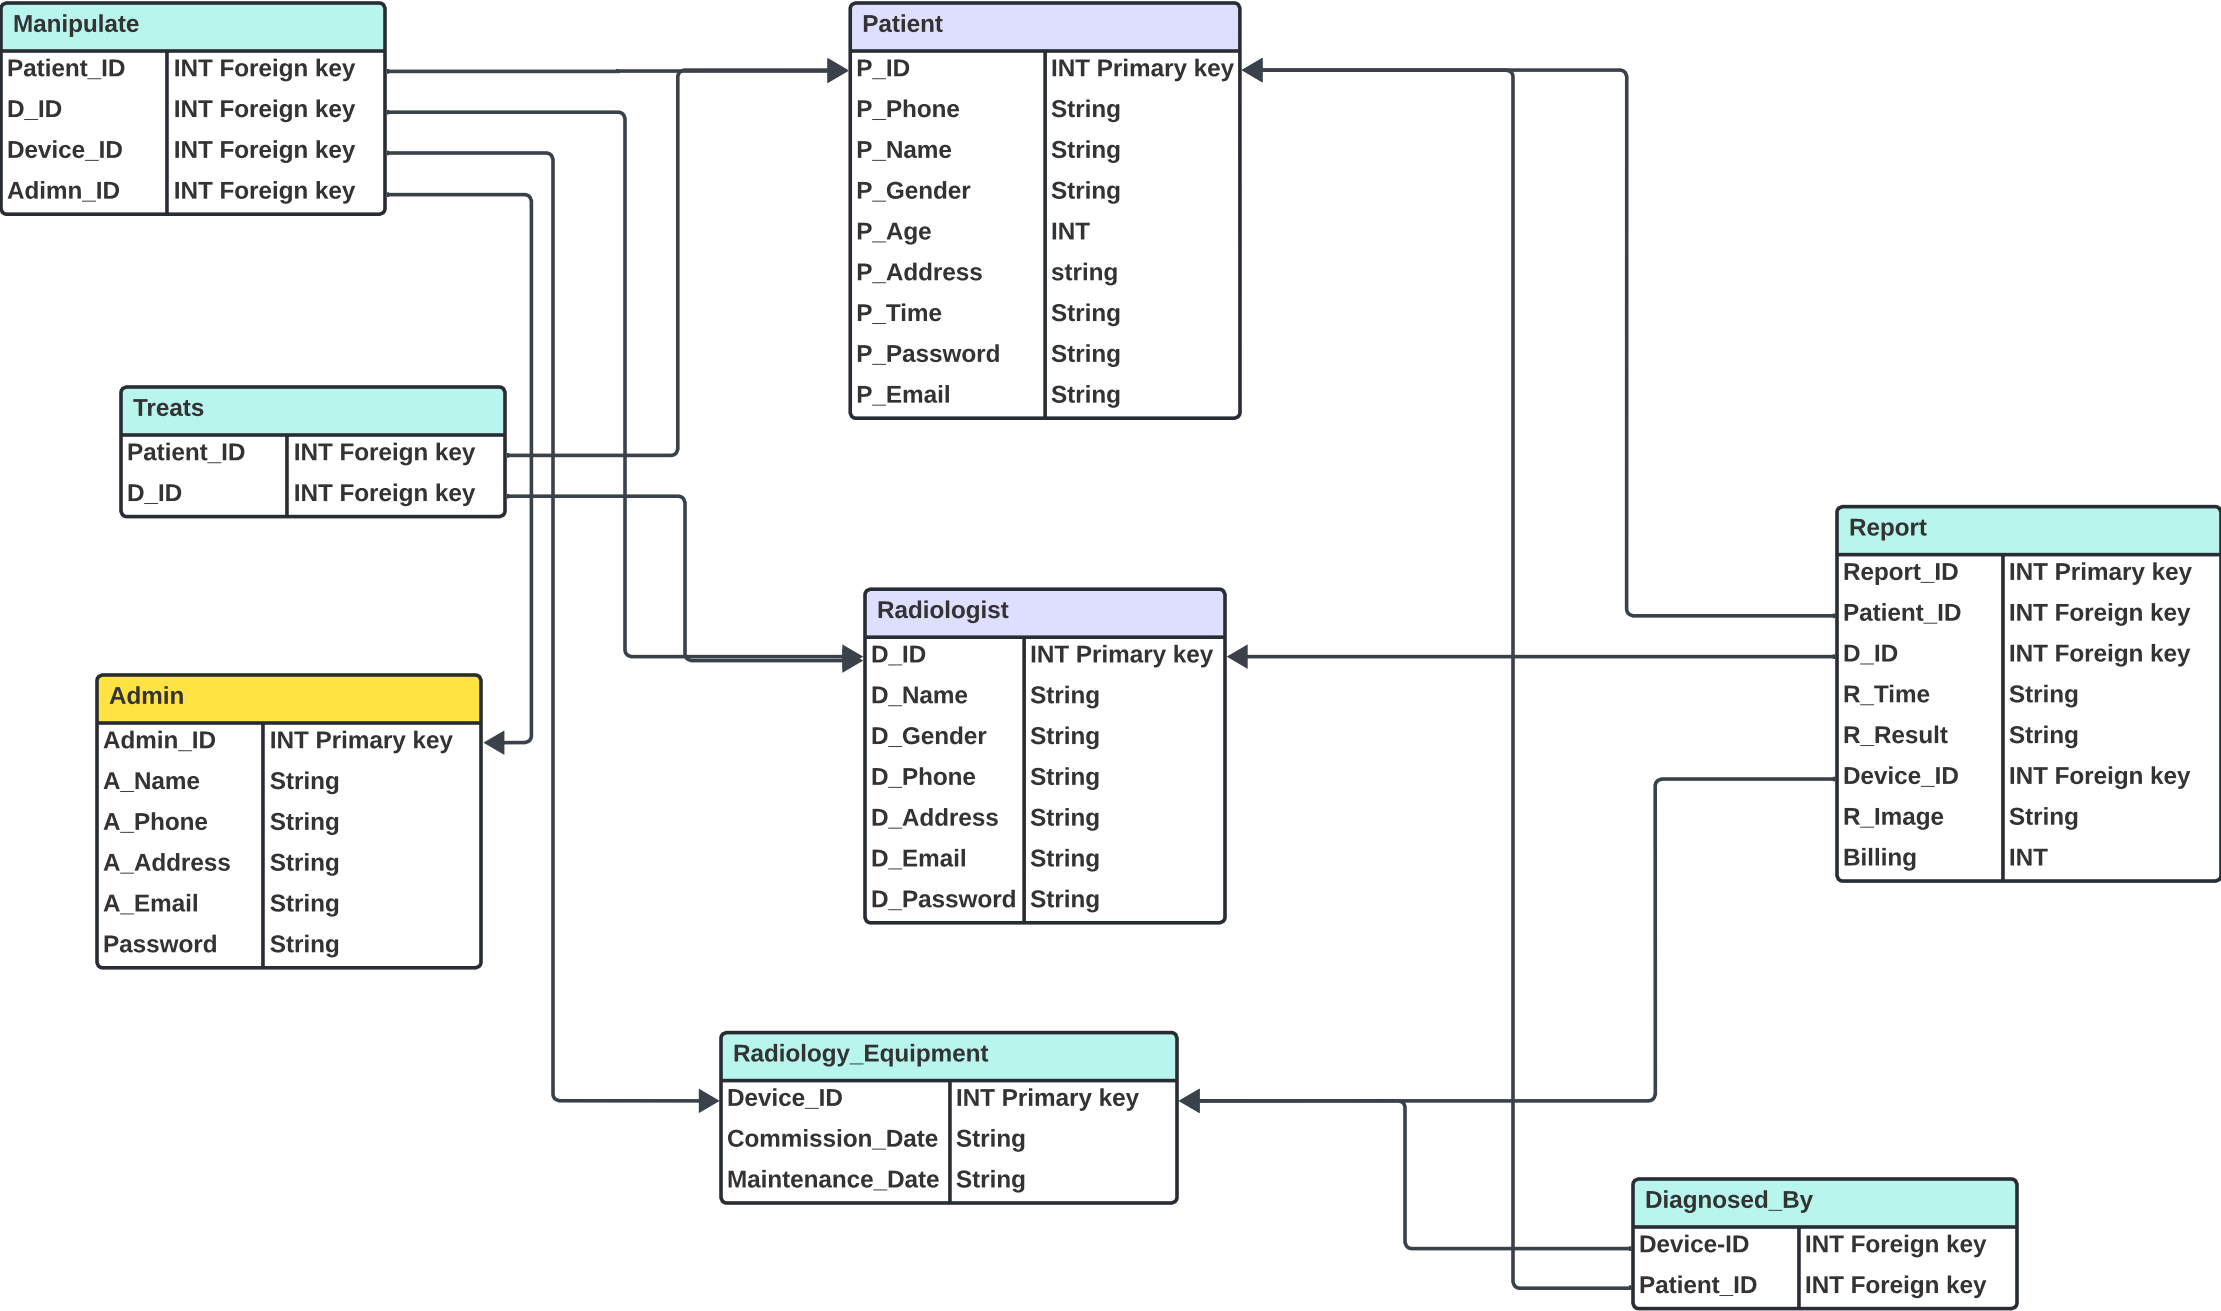 Manipulate
Patient_ID INT Foreign key
D_ID INT Foreign key
Device_ID INT Foreign key
Adimn_ID INT Foreign key
Patient
P_ID INT Primary key
P_Phone String
P_Name String
P_Gender String
P_Age INT
P_Address string
P_Time String
P_Password String
P_Email String
Treats
Patient_ID INT Foreign key
D_ID INT Foreign key
Report
Report_ID INT Primary key
Patient_ID INT Foreign key
D_ID INT Foreign key
R_Time String
R_Result String
Device_ID INT Foreign key
R_Image String
Billing INT
Radiologist
D_ID INT Primary key
D_Name String
D_Gender String
D_Phone String
D_Address String
D_Email String
D_Password String
Admin
Admin_ID INT Primary key
A_Name String
A_Phone String
A_Address String
A_Email String
Password String
Radiology_Equipment
Device_ID INT Primary key
Commission_Date String
Maintenance_Date String
Diagnosed_By
Device-ID INT Foreign key
Patient_ID INT Foreign key